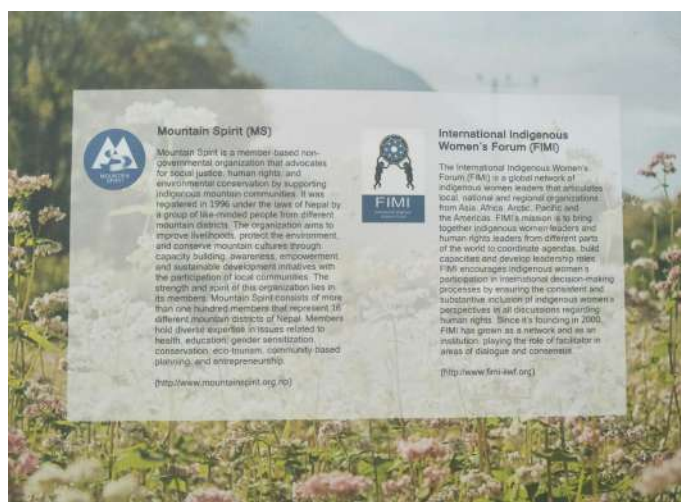 MOUNTAIN
SPIRIT
Mountain Spirit (MS)
Mountain Spirit is a member-based non-
governmental organization that advocates
for social justice, human rights, and
environmental conservation by supporting
indigenous mountain communities. It was
registered in 1996 under the laws of Nepal by
a group of like-minded people from different
mountain districts. The organization aims to
improve livelihoods, protect the environment,
and conserve mountain cultures through
capacity building, awareness, empowerment
and sustainable development initiatives with
the participation of local communities. The
strength and spirit of this organization lies in
its members. Mountain Spirit consists of more
than one hundred members that represent 16
different mountain districts of Nepal. Members
hold diverse expertise in issues related to
health, education, gender sensitization,
conservation, eco-tourism, community based
planning, and entrepreneurship.
(http://www.mountainspirit.org.np)
FIMI
International Indigenous
Women's Forum (FIMI)
The International Indigenous Women's
Forum (FIMI) is a global network of
indigenous women leaders that articulates
local, national and regional organizations
from Asia, Africa, Arctic, Pacific and
the Americas. FIMI's mission is to bring
together indigenous women leaders and
human rights leaders from different parts
of the world to coordinate agendas, build
capacities and develop leadership roles.
FIMI encourages indigenous women's
participation in international decision-making
processes by ensuring the consistent and
substantive inclusion of indigenous women's
perspectives in all discussions regarding
human rights. Since it's founding in 2000,
FIMI has grown as a network and as an
institution, playing the role of facilitator in
areas of dialogue and consensus.
(http://www.fimi-iiwf.org)